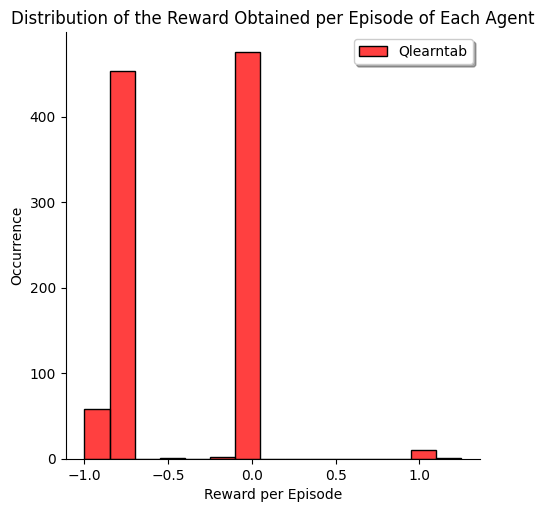 Distribution of the Reward Obtained per Episode of Each Agent
Qlearntab
400
300
200
100
0
Occurrence
−1.0 −0.5 0.0 0.5 1.0
Reward per Episode